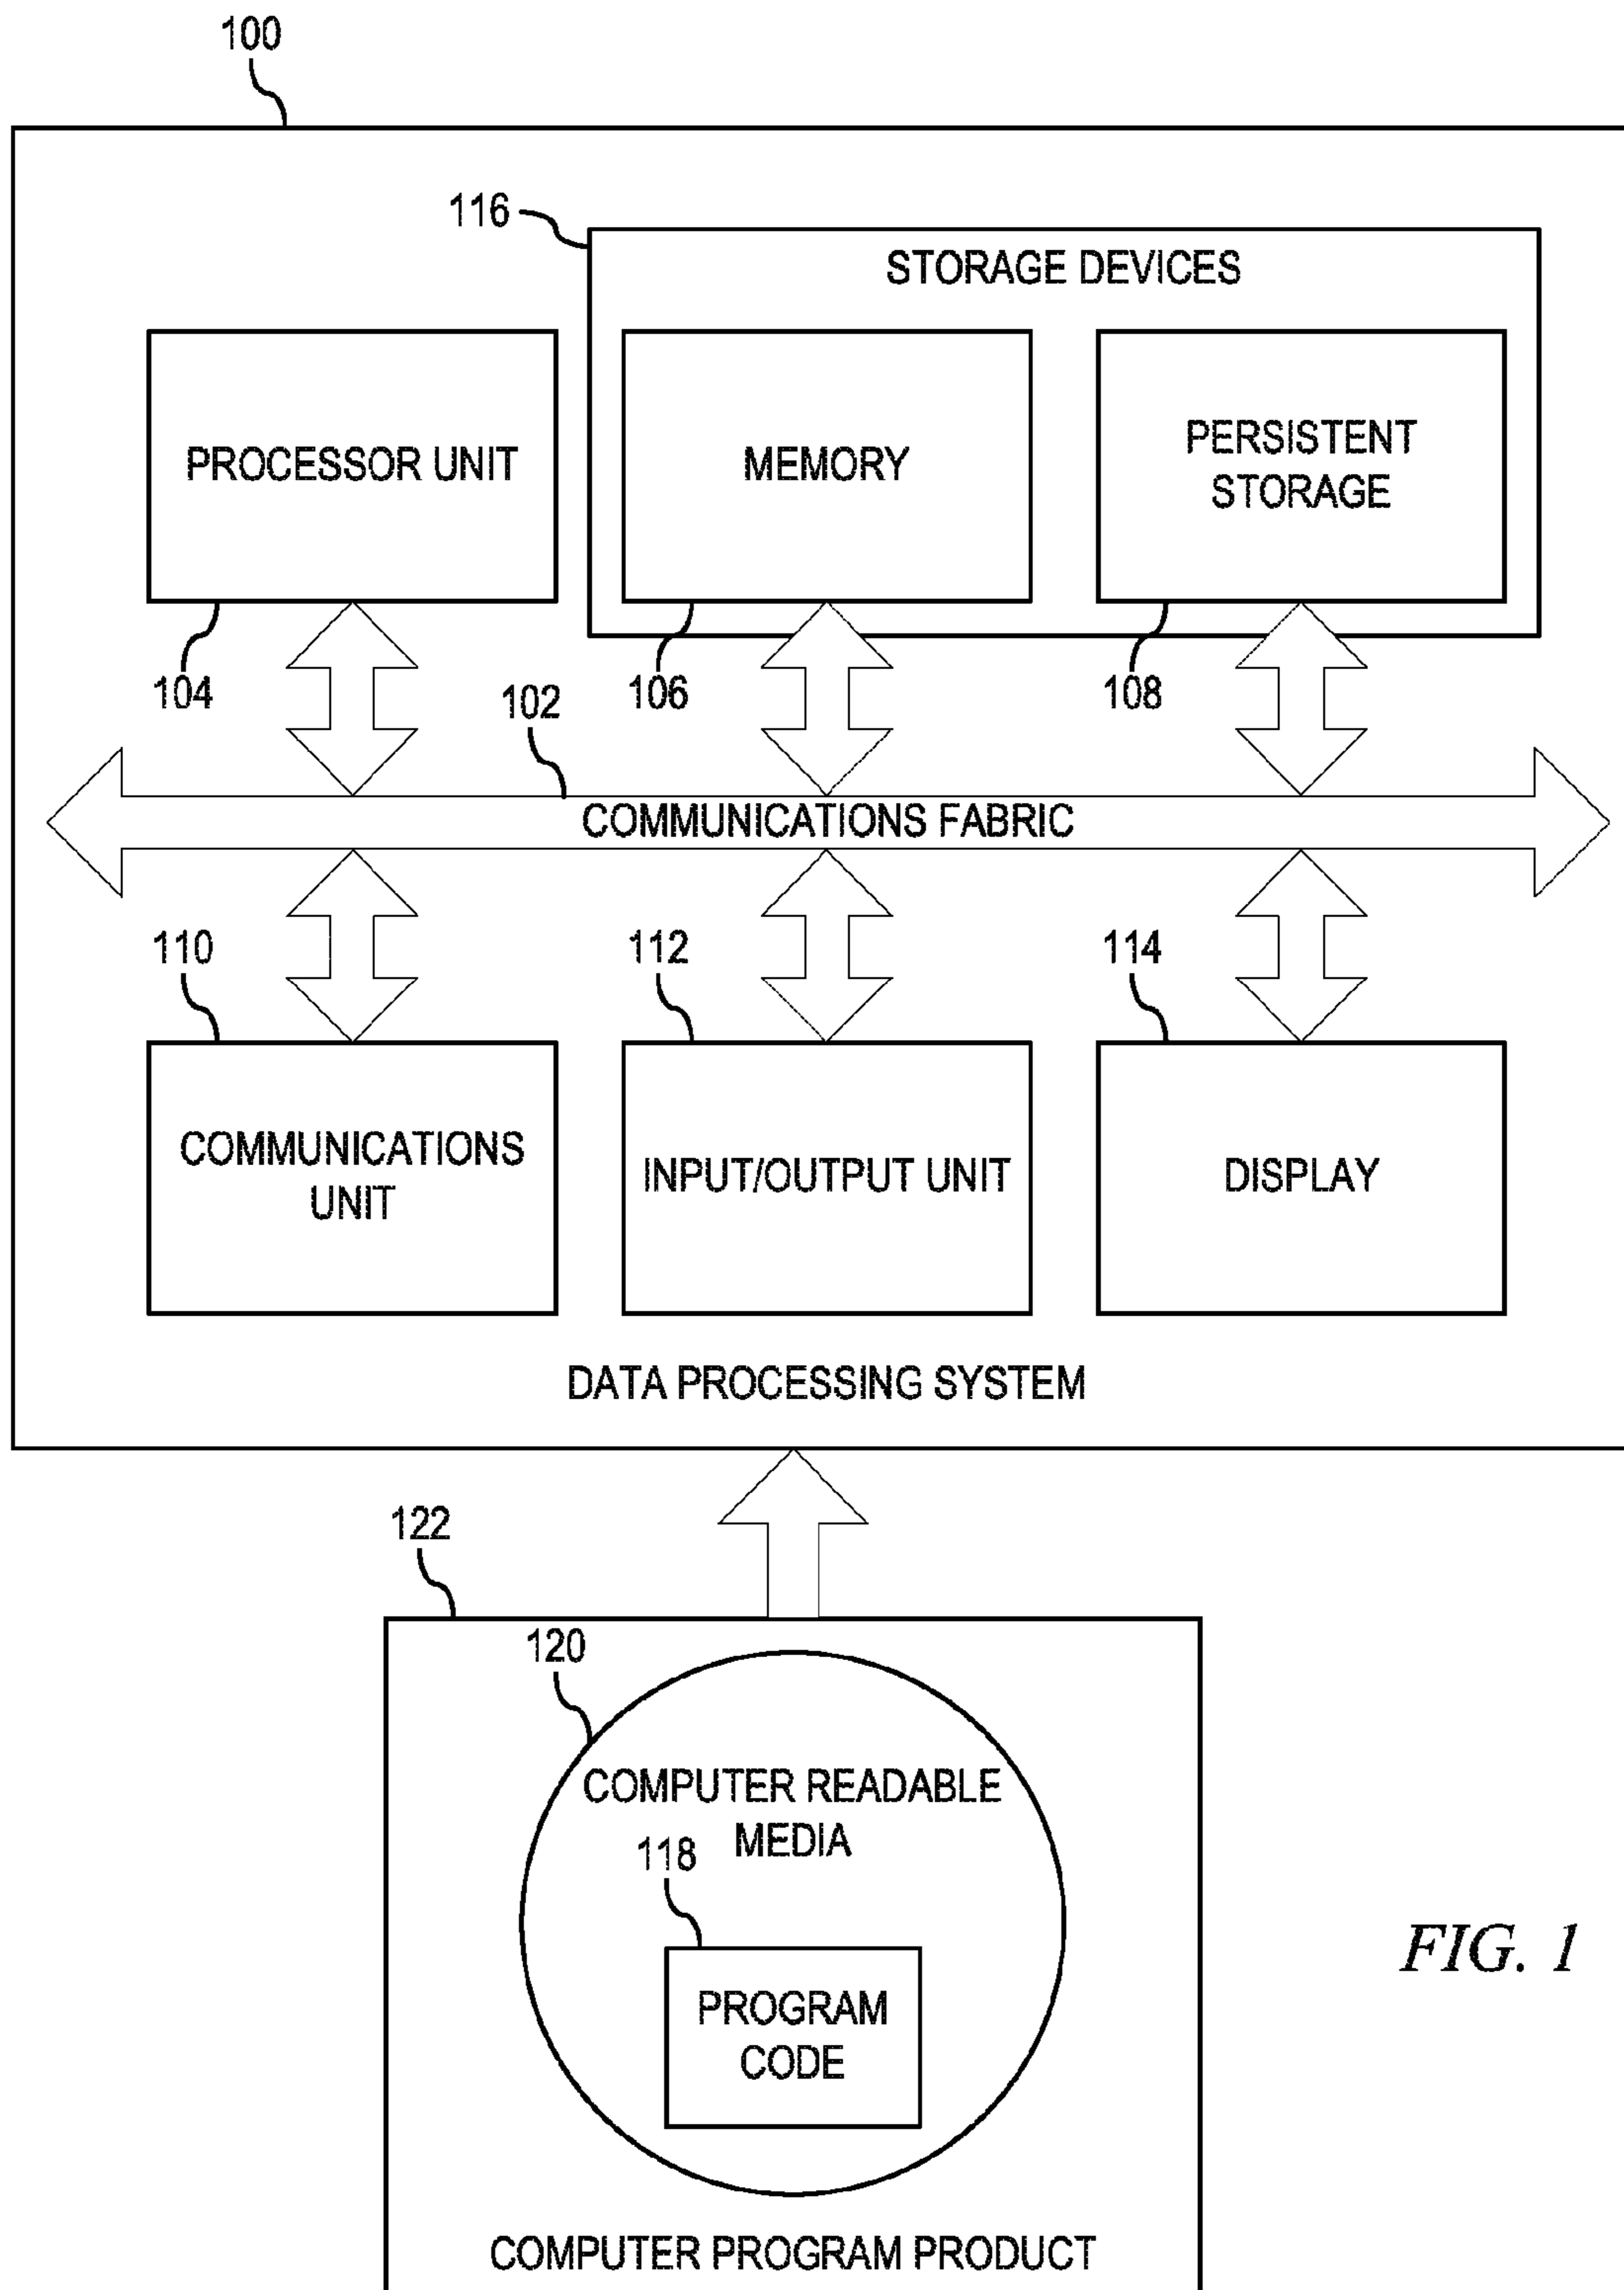 100
116
STORAGE DEVICES
PROCESSOR UNIT
MEMORY
PERSISTENT
STORAGE
104
106
108
102
COMMUNICATIONS FABRIC
110
112
114
COMMUNICATIONS
UNIT
INPUT/OUTPUT UNIT
DISPLAY
DATA PROCESSING SYSTEM
122
120
COMPUTER READABLE
MEDIA
118
PROGRAM
CODE
FIG. 1
COMPUTER PROGRAM PRODUCT